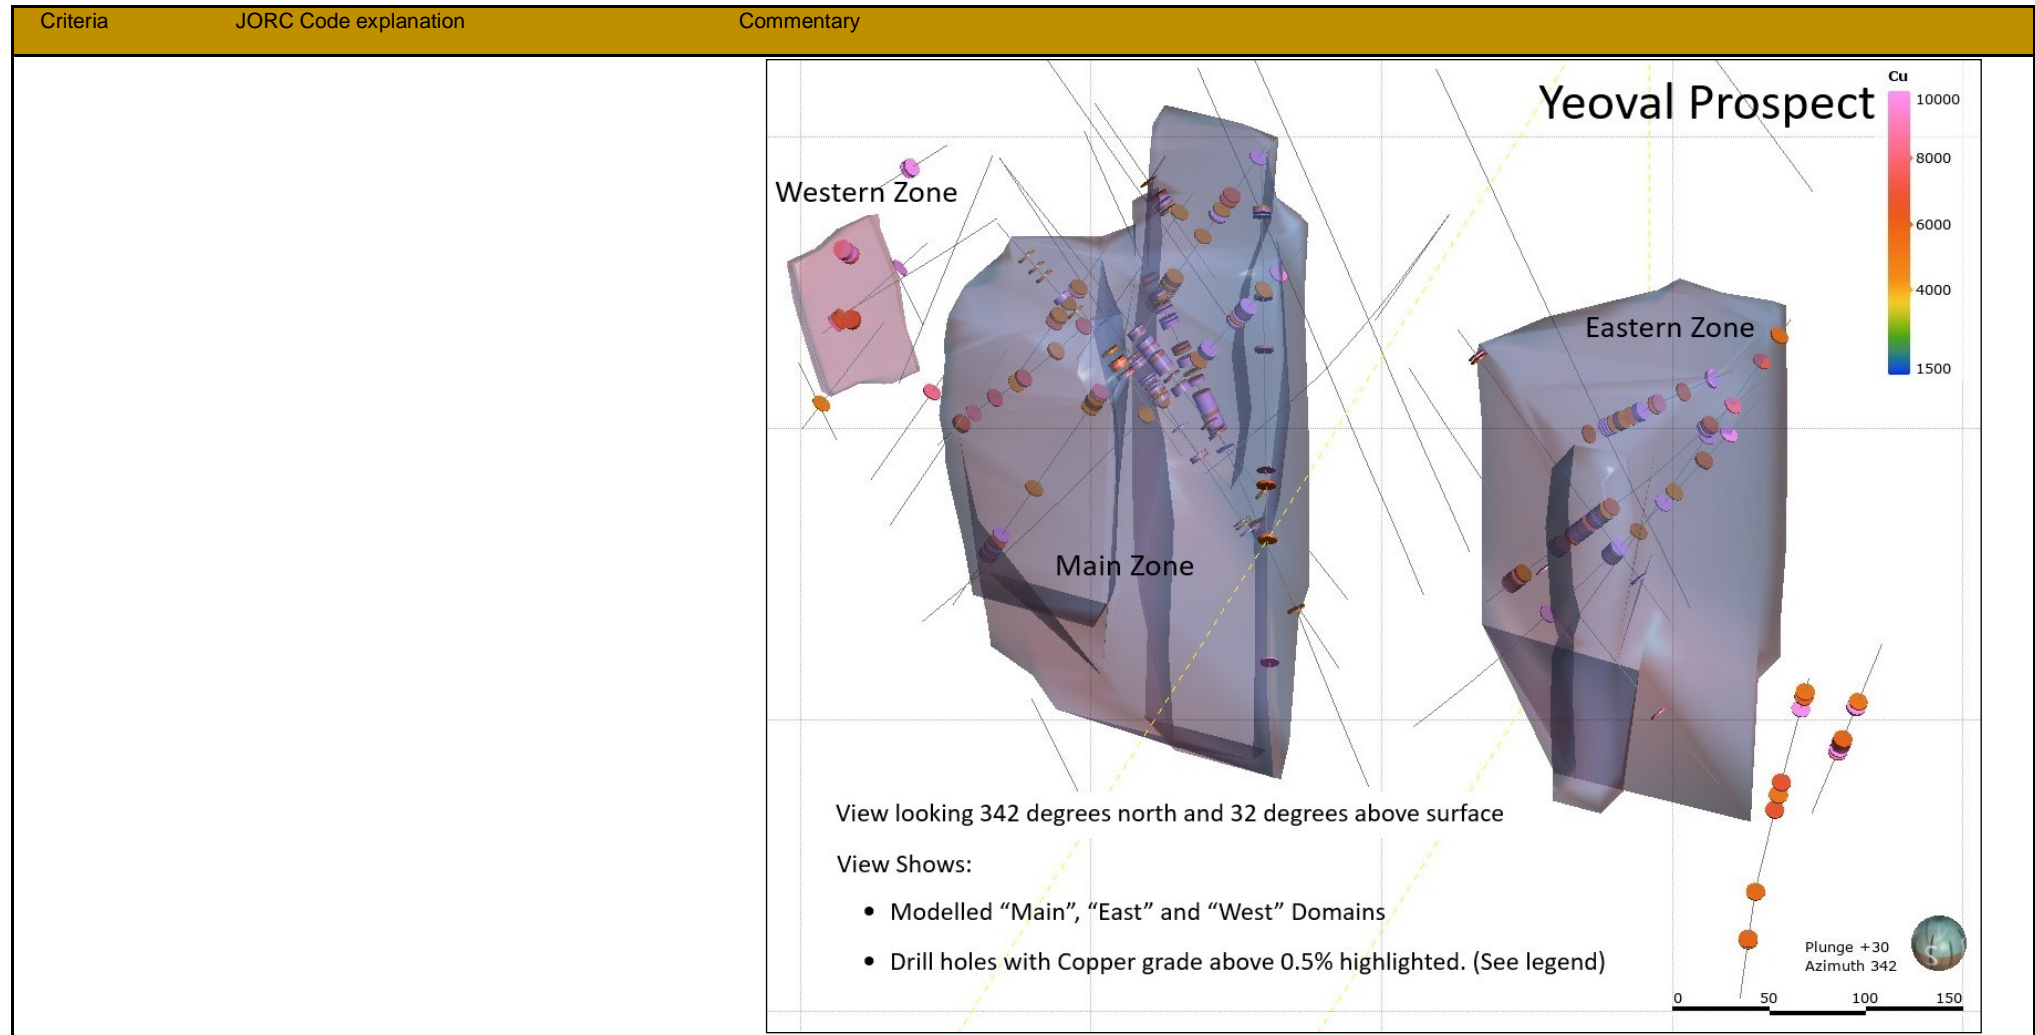 Criteria JORC Code explanation Commentary
Yeoval Prospect
Cu
10000
8000
6000
4000
1500
Western Zone
Eastern Zone
Main Zone
View looking 342 degrees north and 32 degrees above surface
View Shows:
• Modelled “Main”, “East” and “West” Domains
• Drill holes with Copper grade above 0.5% highlighted. (See legend)
Plunge +30
Azimuth 342
S
0 50 100 150